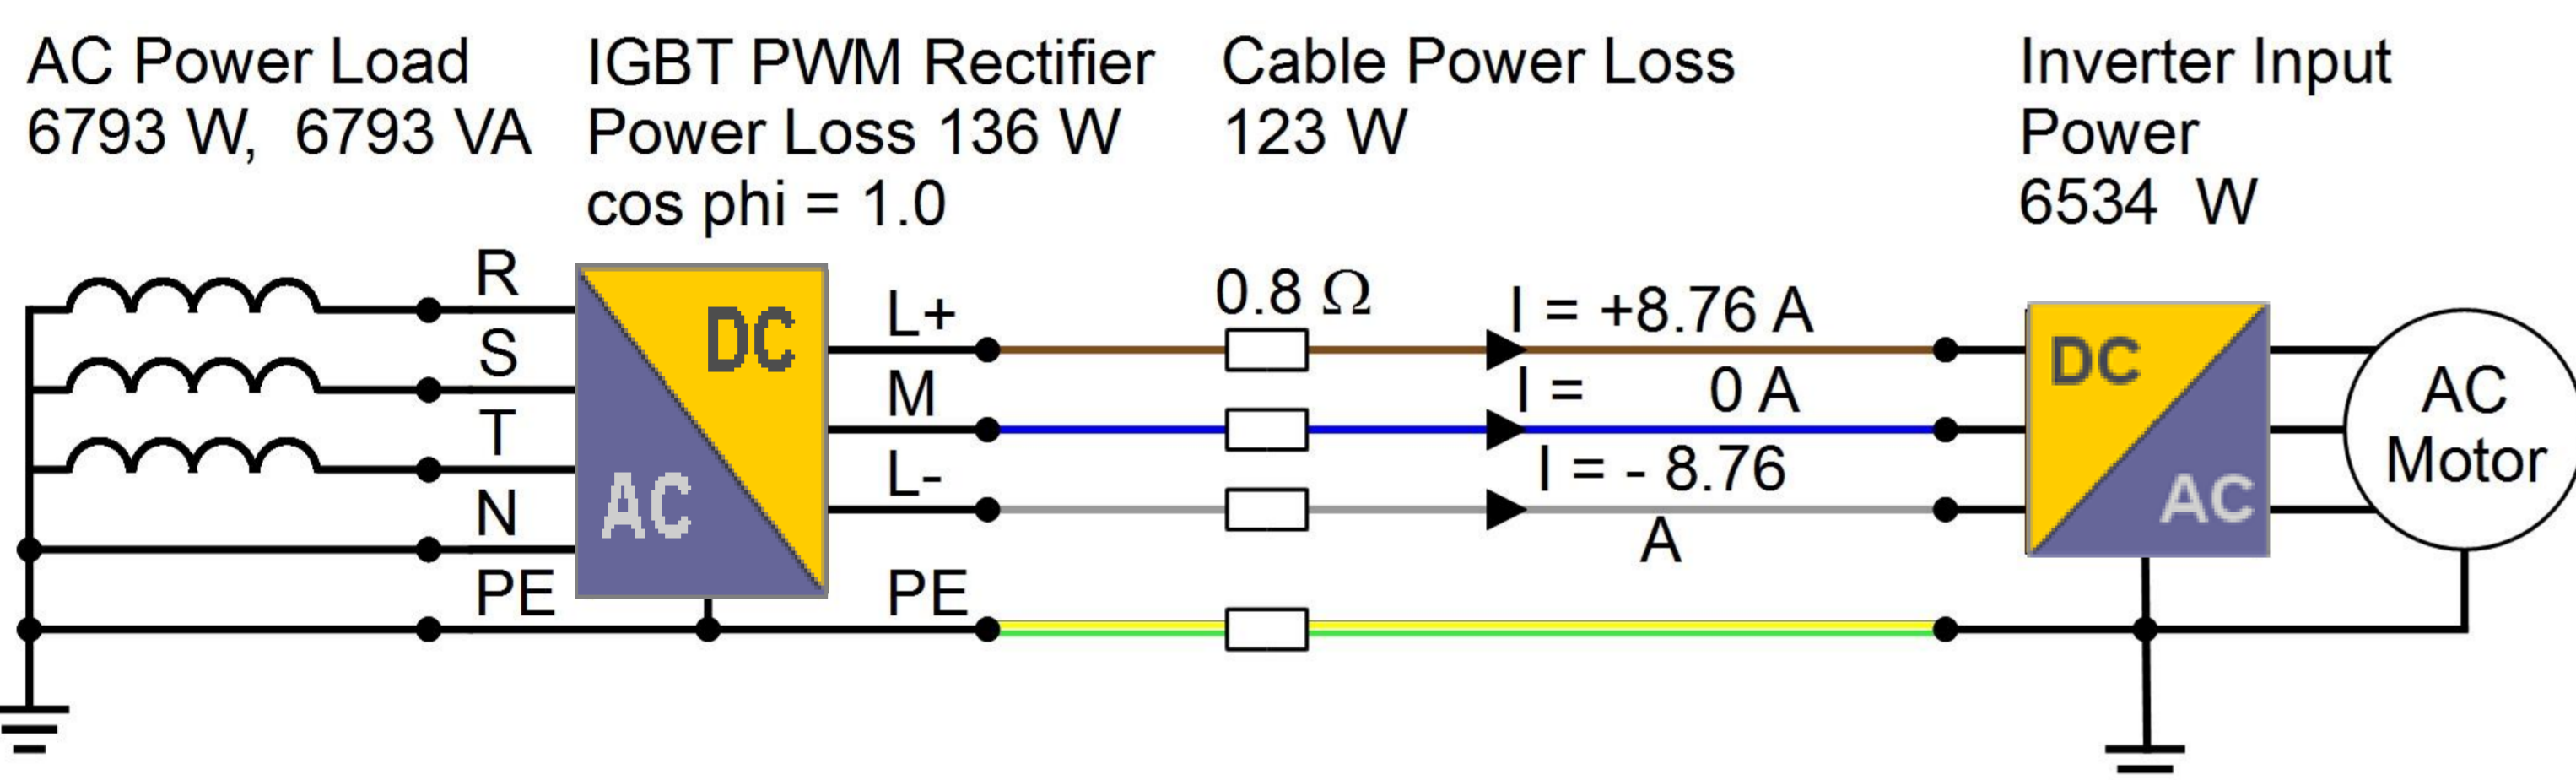 AC Power Load
6793 W,  6793 VA
IGBT PWM Rectifier
Power Loss 136 W
cos phi = 1.0
Cable Power Loss
123 W
Inverter Input
Power
6534  W
R
S
T
N
PE
DC
AC
L+
M
L-
PE
0.8 Ω
I = +8.76 A
I =       0 A
I = - 8.76
A
DC
AC
AC
Motor